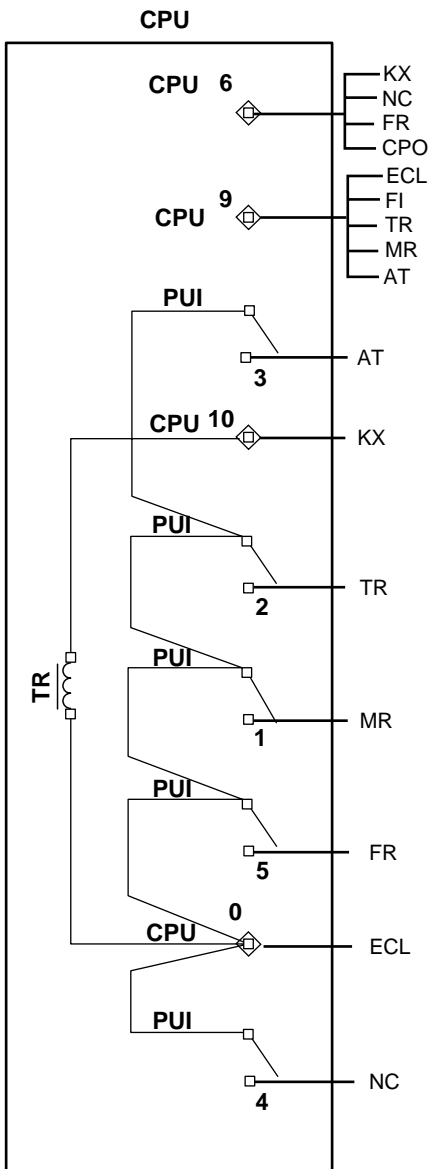 CPU
CPU 6
KX
NC
FR
CPO
CPU 9
ECL
FI
TR
MR
AT
PUI
3
AT
CPU 10
KX
PUI
2
TR
PUI
TR
1
MR
PUI
5
FR
0
CPU
ECL
PUI
4
NC